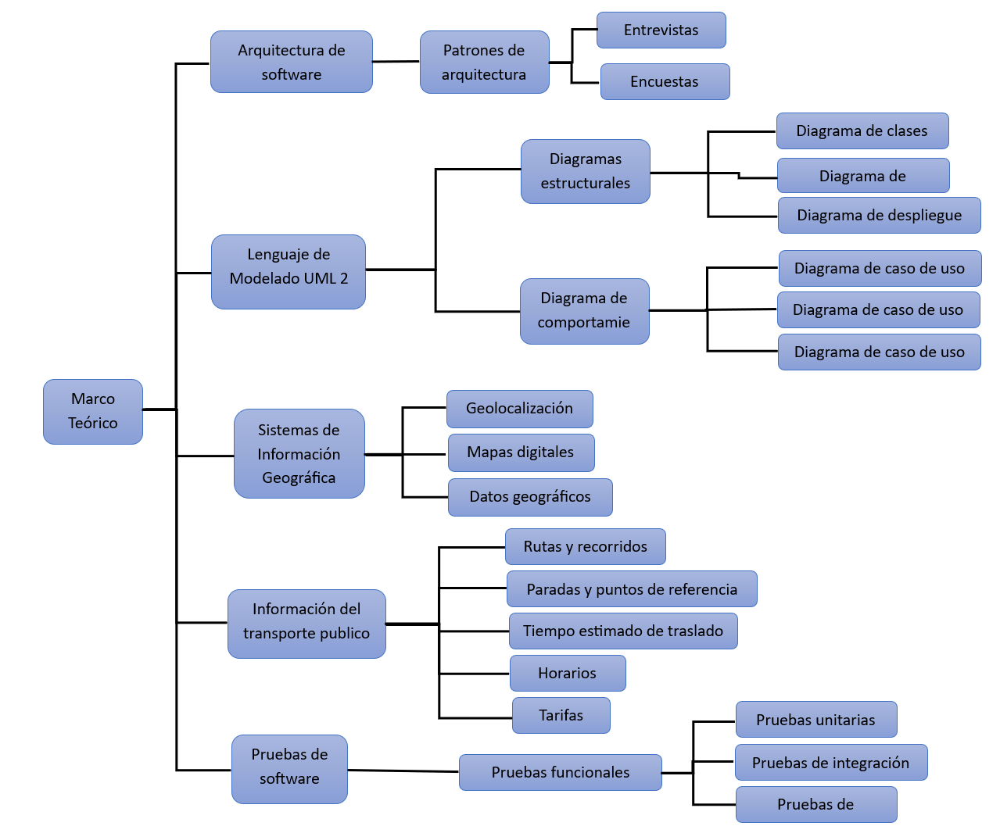 Marco
Teórico
Arquitectura de
software
Patrones de
arquitectura
Entrevistas
Encuestas
Lenguaje de
Modelado UML 2
Diagramas
estructurales
Diagrama de clases
Diagrama de
Diagrama de despliegue
Diagrama de
comportamie
Diagrama de caso de uso
Diagrama de caso de uso
Diagrama de caso de uso
Sistemas de
Información
Geográfica
Geolocalización
Mapas digitales
Datos geográficos
Información del
transporte publico
Rutas y recorridos
Paradas y puntos de referencia
Tiempo estimado de traslado
Horarios
Tarifas
Pruebas de
software
Pruebas funcionales
Pruebas unitarias
Pruebas de integración
Pruebas de